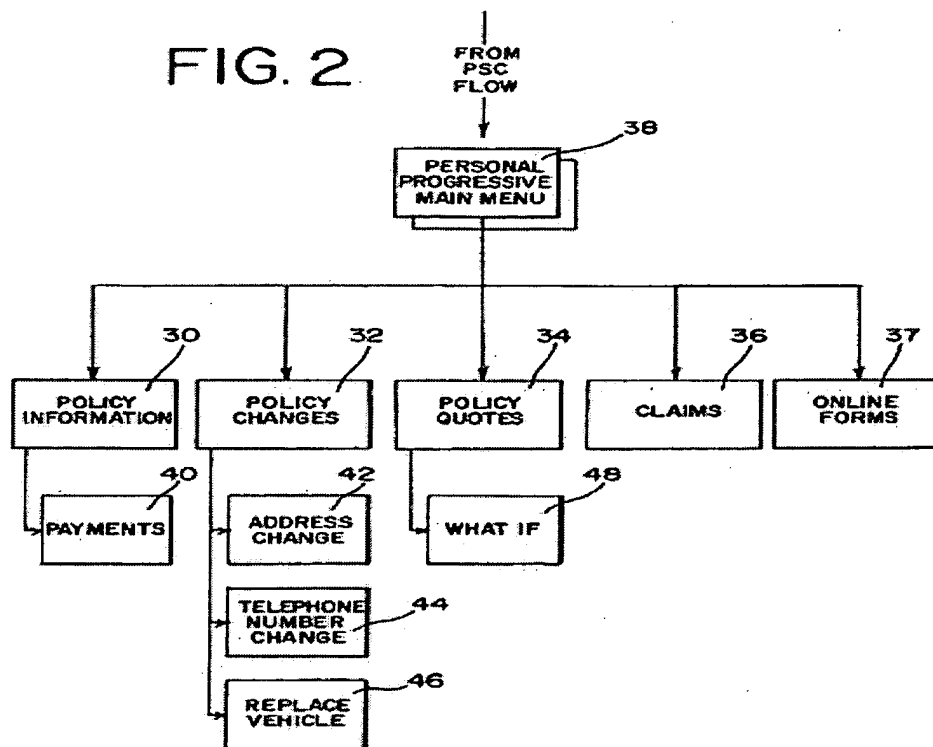 FIG. 2
FROM
PSC
FLOW
38
PERSONAL
PROGRESSIVE
MAIN MENU
30
32
34
36
37
POLICY
INFORMATION
POLICY
CHANGES
POLICY
QUOTES
CLAIMS
ONLINE
FORMS
40
42
48
PAYMENTS
ADDRESS
CHANGE
WHAT IF
TELEPHONE
NUMBER
CHANGE
44
46
REPLACE
VEHICLE